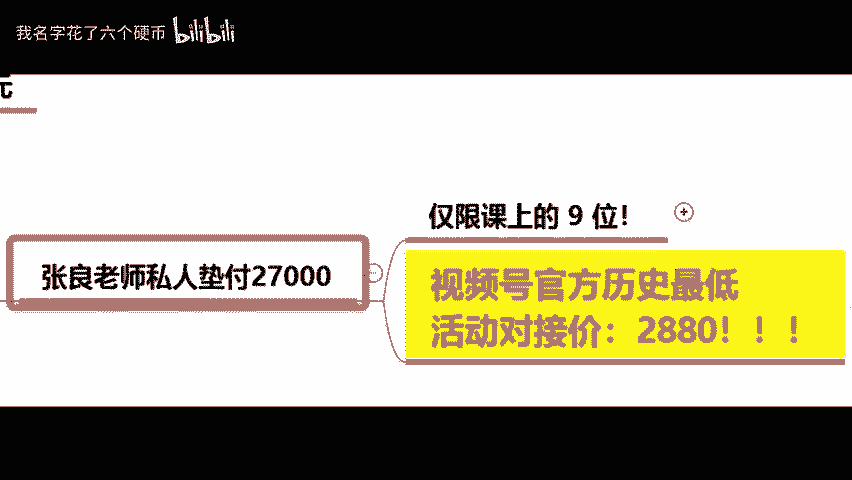 我名字花了六个硬币 bilibili
元
仅限课上的 9 位！
张良老师私人垫付27000
视频号官方历史最低
活动对接价：2880！！！